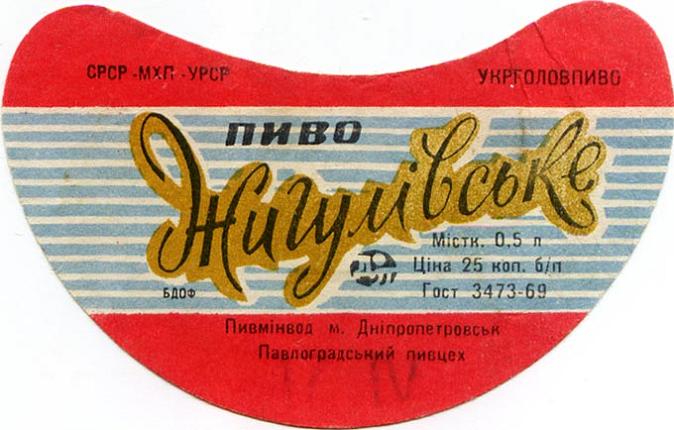 СРСР-МХП-УРСР
УКРГОЛОВПИВО
ПИВО
Жигулівське
Містк. 0,5 л
Ціна 25 коп. б/п
Гост 3473-69
БДОФ
Пивмінвод м. Дніпропетровськ
Павлоградський пивцех